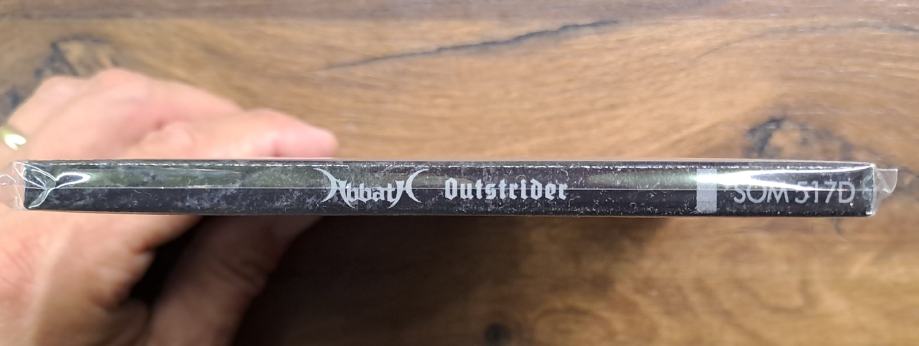 Abbath Outstrider SOM 517D